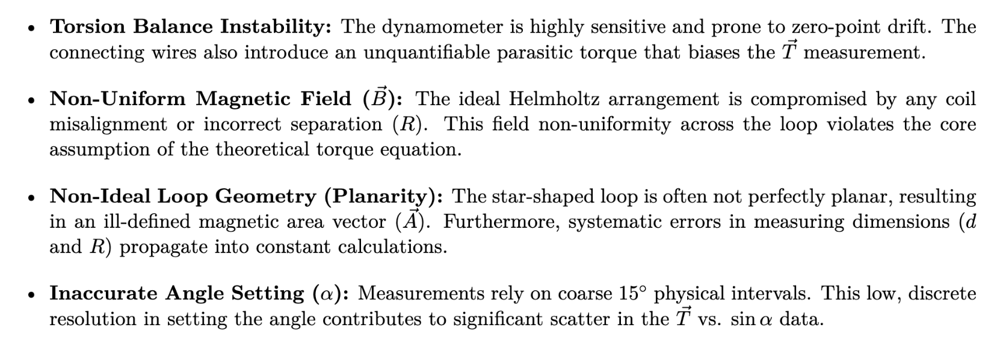 • Torsion Balance Instability: The dynamometer is highly sensitive and prone to zero-point drift. The
connecting wires also introduce an unquantifiable parasitic torque that biases the $\vec{T}$ measurement.
• Non-Uniform Magnetic Field ($\vec{B}$): The ideal Helmholtz arrangement is compromised by any coil
misalignment or incorrect separation ($R$). This field non-uniformity across the loop violates the core
assumption of the theoretical torque equation.
• Non-Ideal Loop Geometry (Planarity): The star-shaped loop is often not perfectly planar, resulting
in an ill-defined magnetic area vector ($\vec{A}$). Furthermore, systematic errors in measuring dimensions ($d$
and $R$) propagate into constant calculations.
• Inaccurate Angle Setting ($\alpha$): Measurements rely on coarse 15° physical intervals. This low, discrete
resolution in setting the angle contributes to significant scatter in the $\vec{T}$ vs. $\sin \alpha$ data.